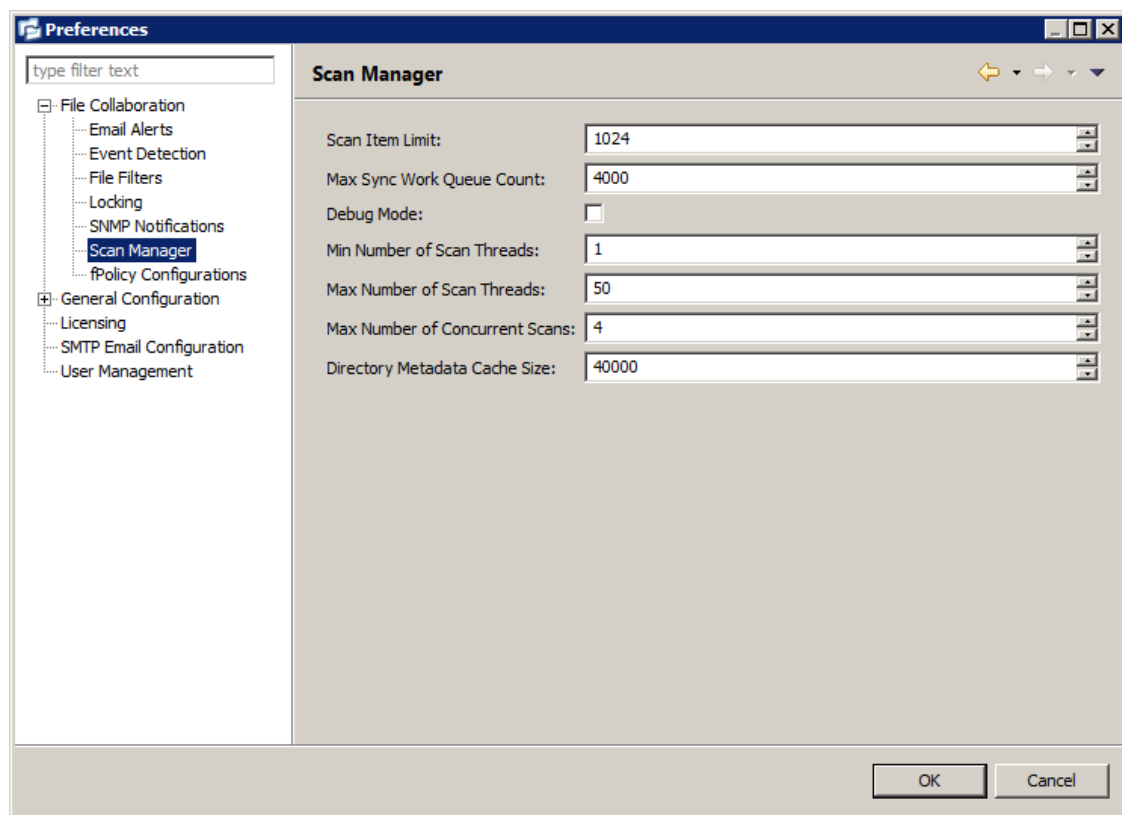 Preferences
type filter text
File Collaboration
Email Alerts
Event Detection
File Filters
Locking
SNMP Notifications
Scan Manager
fPolicy Configurations
General Configuration
Licensing
SMTP Email Configuration
User Management
Scan Manager
Scan Item Limit: 1024
Max Sync Work Queue Count: 4000
Debug Mode:
Min Number of Scan Threads: 1
Max Number of Scan Threads: 50
Max Number of Concurrent Scans: 4
Directory Metadata Cache Size: 40000
OK Cancel